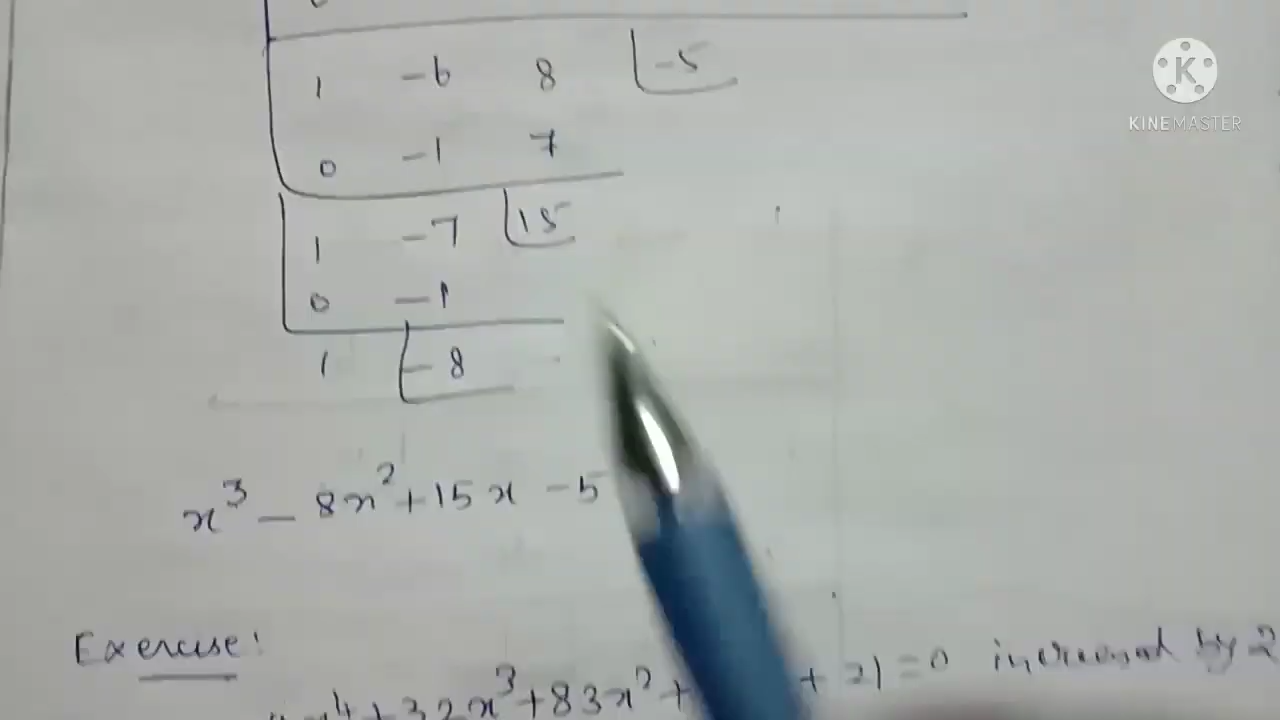 1 -6 8 -5
KINEMASTER
0 -1 7
1 -7 15
0 -1
1 -8
x³ - 8x² + 15x - 5
Exercise:
x⁴ + 32x³ + 83x² + + 21 = 0 increased by 2